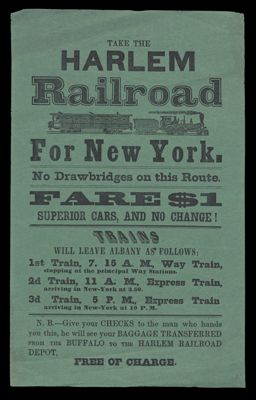 TAKE THE
HARLEM
Railroad
For New York.
No Drawbridges on this Route.
FARE $1
SUPERIOR CARS, AND NO CHANGE!
TRAINS
WILL LEAVE ALBANY AS FOLLOWS:
1st Train, 7. 15 A. M., Way Train,
stopping at the principal Way Stations.
2d Train, 11 A. M., Express Train,
arriving in New-York at 3.50.
3d Train, 5 P. M., Express Train
arriving in New-York at 10 P. M.
N. B.—Give your CHECKS to the man who hands
you this, he will see your BAGGAGE TRANSFERRED
FROM THE BUFFALO TO THE HARLEM RAILROAD
DEPOT,
FREE OF CHARGE.